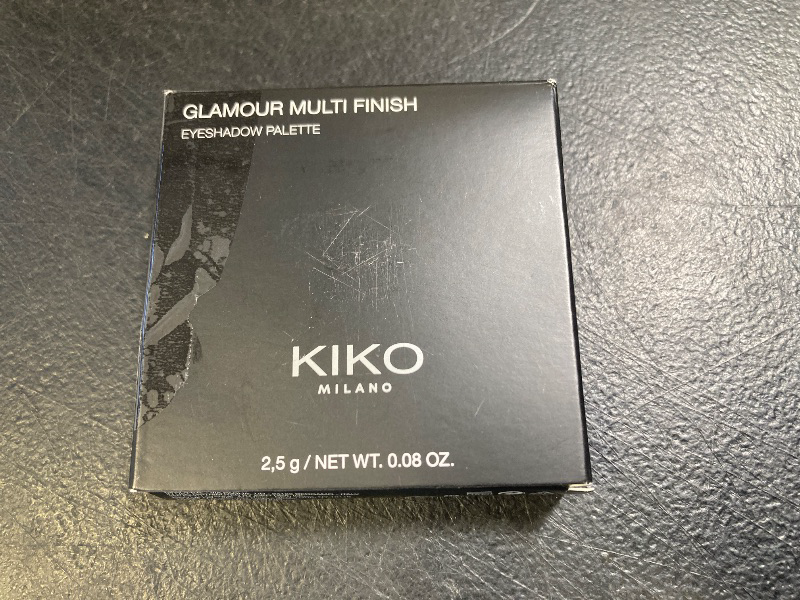 GLAMOUR MULTI FINISH
EYESHADOW PALETTE
KIKO
MILANO
2,5 g / NET WT. 0.08 OZ.